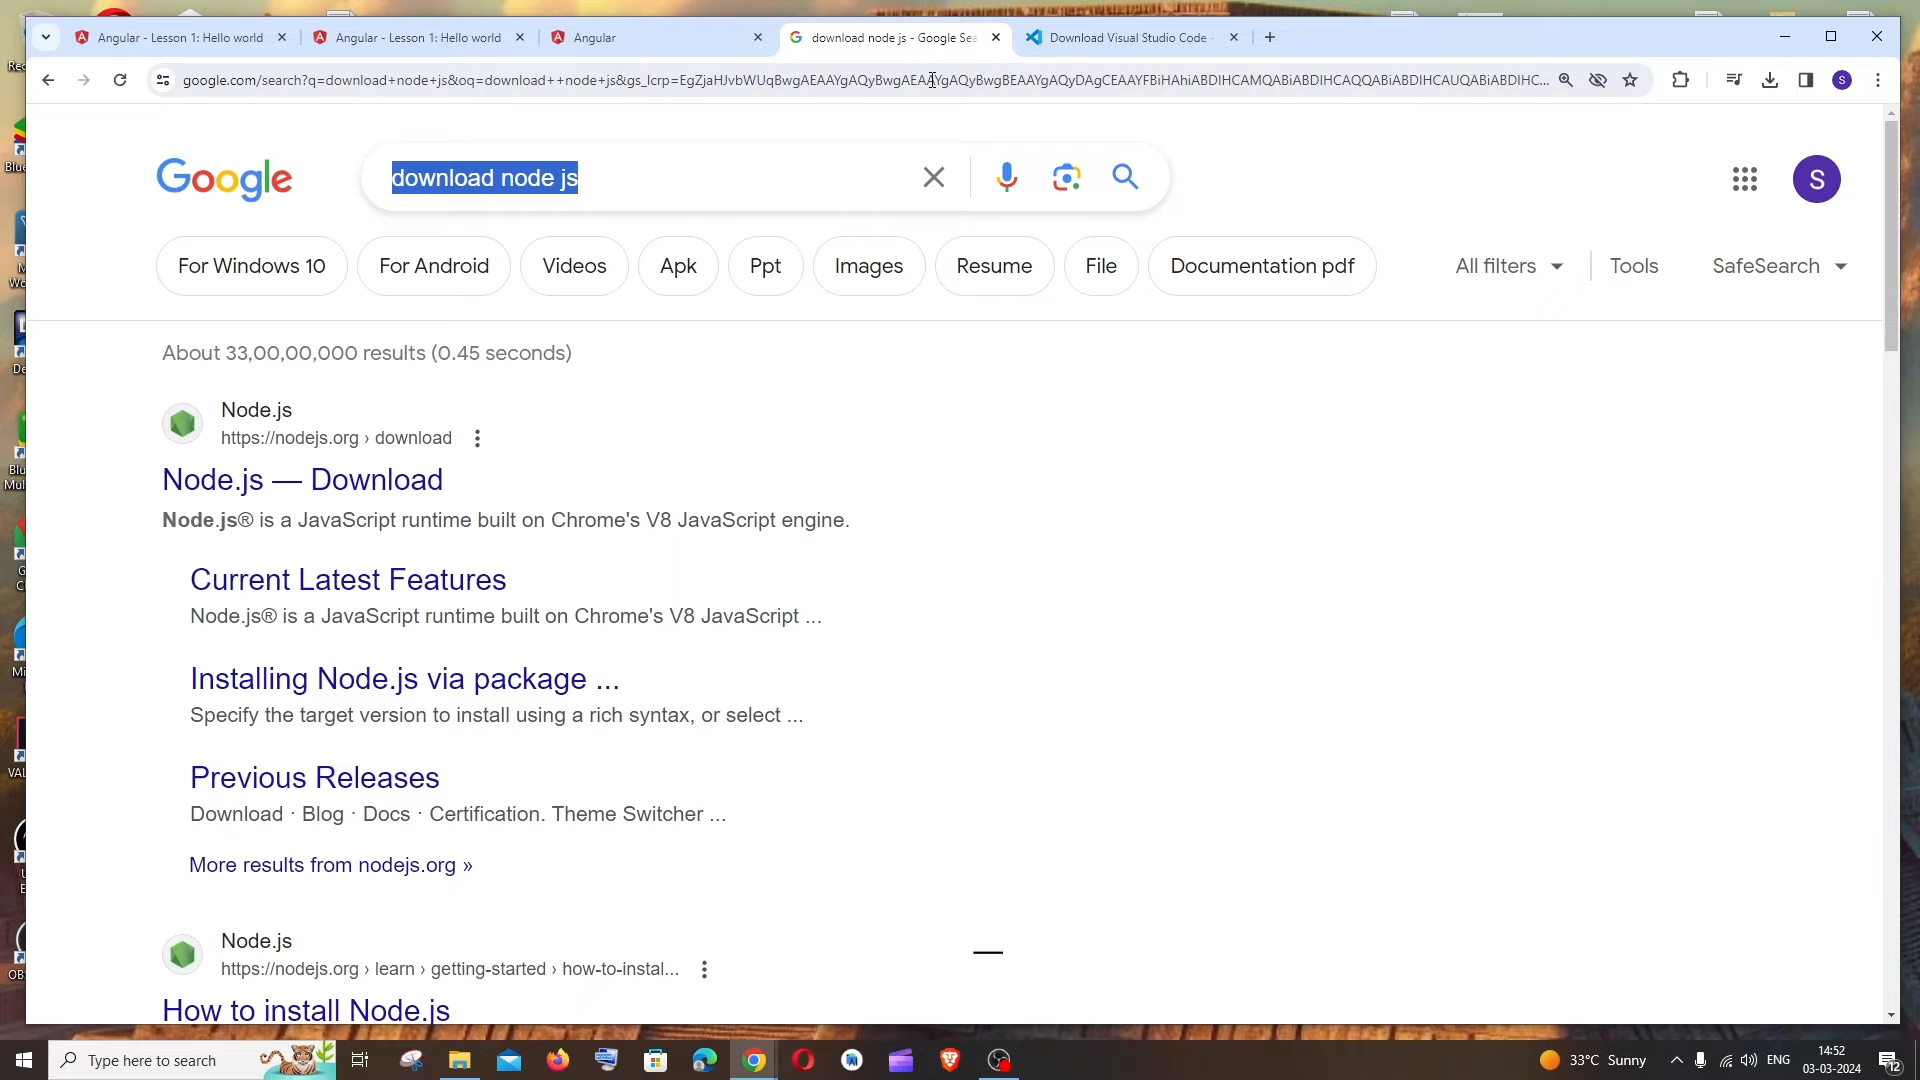 Angular - Lesson 1: Hello world
Angular - Lesson 1: Hello world
Angular
download node js - Google Sea
Download Visual Studio Code -
google.com/search?q=download+node+js&oq=download++node+js&gs_lcrp=EgZjaHJvbWUqBwgAEAAYgAQyBwgAEAAYgAQyBwgBEAAYgAQyDAgCEAAYFBiHAhiABDIHCAMQABiABDIHCAQQABiABDIHCAUQABiABDIHC...
S
Google
download node js
S
For Windows 10
For Android
Videos
Apk
Ppt
Images
Resume
File
Documentation pdf
All filters
Tools
SafeSearch
About 33,00,00,000 results (0.45 seconds)
Node.js
https://nodejs.org › download
Node.js — Download
Node.js® is a JavaScript runtime built on Chrome's V8 JavaScript engine.
Current Latest Features
Node.js® is a JavaScript runtime built on Chrome's V8 JavaScript ...
Installing Node.js via package ...
Specify the target version to install using a rich syntax, or select ...
Previous Releases
Download · Blog · Docs · Certification. Theme Switcher ...
More results from nodejs.org »
Node.js
https://nodejs.org › learn › getting-started › how-to-instal...
How to install Node.js
Type here to search
33°C Sunny
ENG
14:52
03-03-2024
12